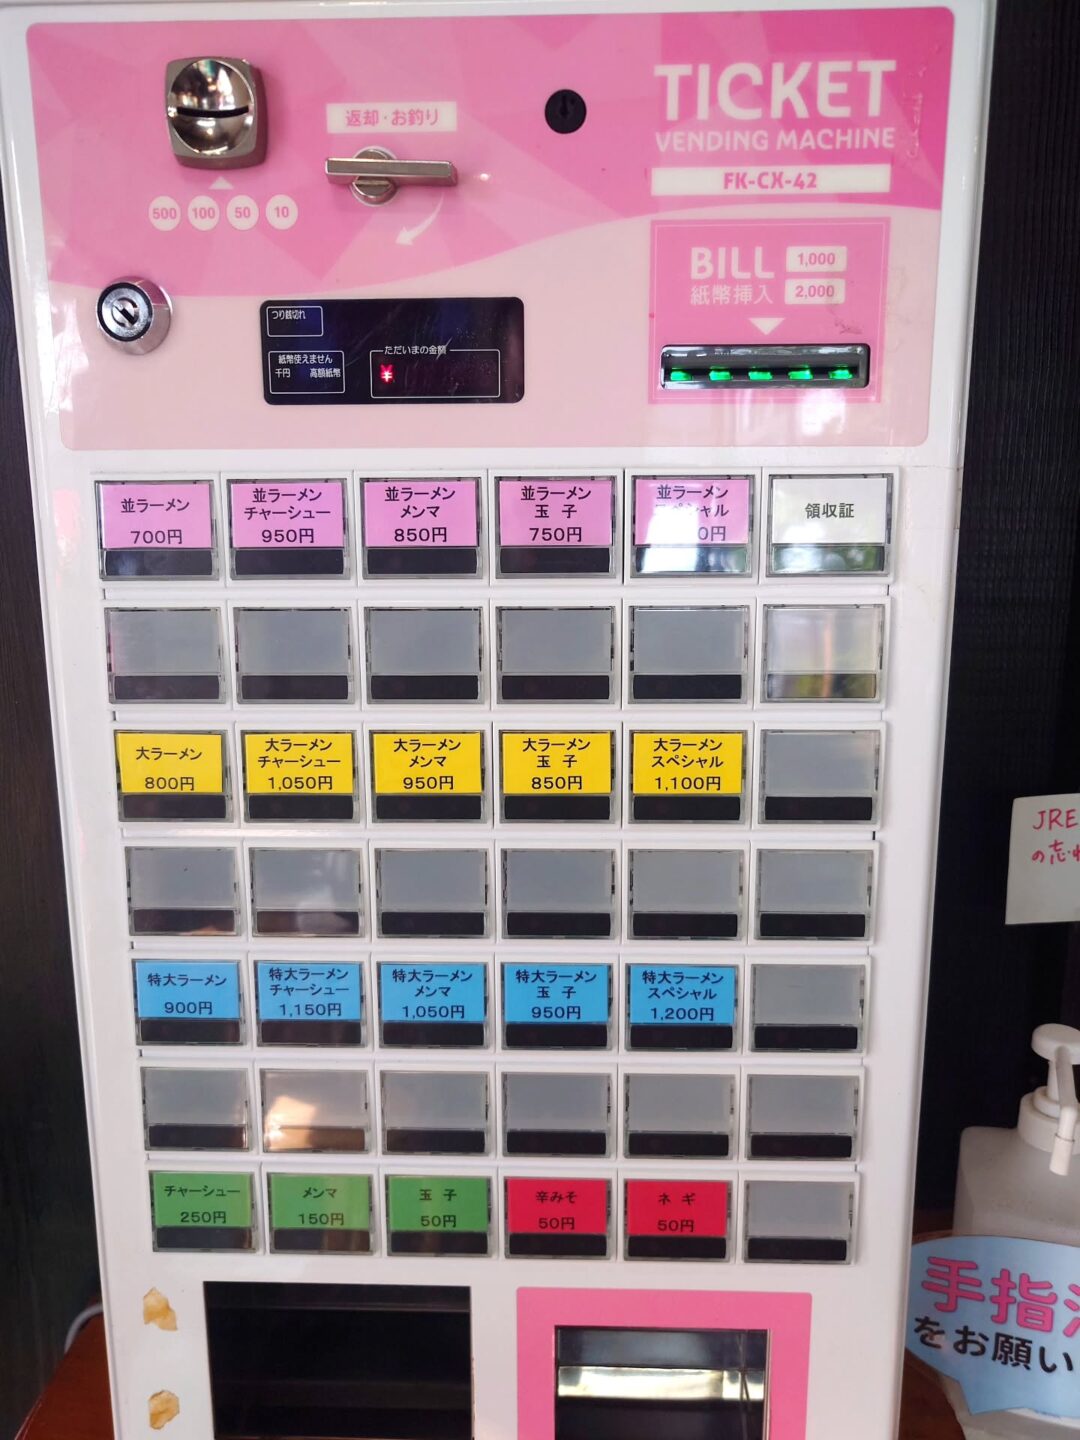 返却・お釣り
TICKET
VENDING MACHINE
FK-CX-42
500 100 50 10
BILL 1,000
紙幣挿入 2,000
つり銭切れ
紙幣使えません
千円 高額紙幣
ただいまの金額
¥
並ラーメン
700円
並ラーメン
チャーシュー
950円
並ラーメン
メンマ
850円
並ラーメン
玉子
750円
並ラーメン
スペシャル
0円
領収証
大ラーメン
800円
大ラーメン
チャーシュー
1,050円
大ラーメン
メンマ
950円
大ラーメン
玉子
850円
大ラーメン
スペシャル
1,100円
特大ラーメン
900円
特大ラーメン
チャーシュー
1,150円
特大ラーメン
メンマ
1,050円
特大ラーメン
玉子
950円
特大ラーメン
スペシャル
1,200円
チャーシュー
250円
メンマ
150円
玉子
50円
辛みそ
50円
ネギ
50円
JRE
の忘れ
手指消
をお願い